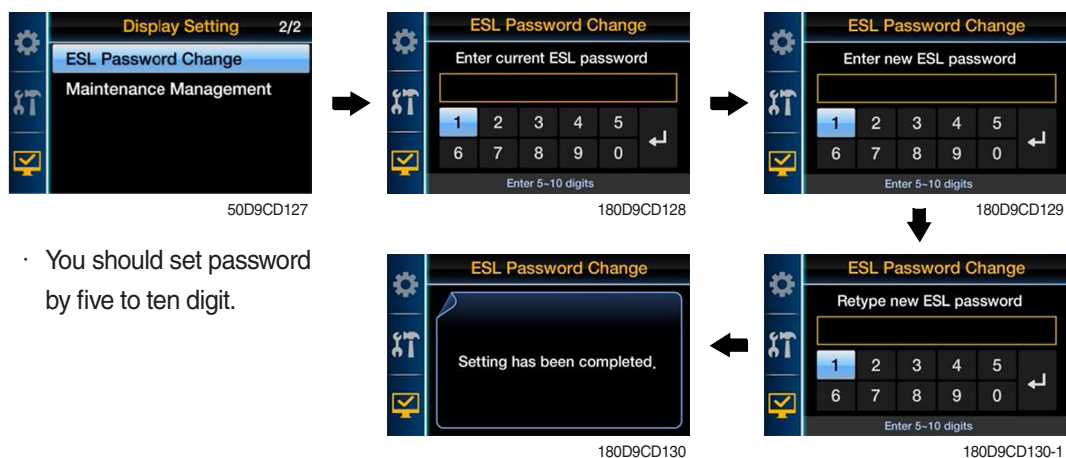 Display Setting 2/2
ESL Password Change
Maintenance Management
50D9CD127
ESL Password Change
Enter current ESL password
1 2 3 4 5
6 7 8 9 0
Enter 5~10 digits
180D9CD128
ESL Password Change
Enter new ESL password
1 2 3 4 5
6 7 8 9 0
Enter 5~10 digits
180D9CD129
· You should set password
by five to ten digit.
ESL Password Change
Retype new ESL password
1 2 3 4 5
6 7 8 9 0
Enter 5~10 digits
180D9CD130-1
ESL Password Change
Setting has been completed.
180D9CD130